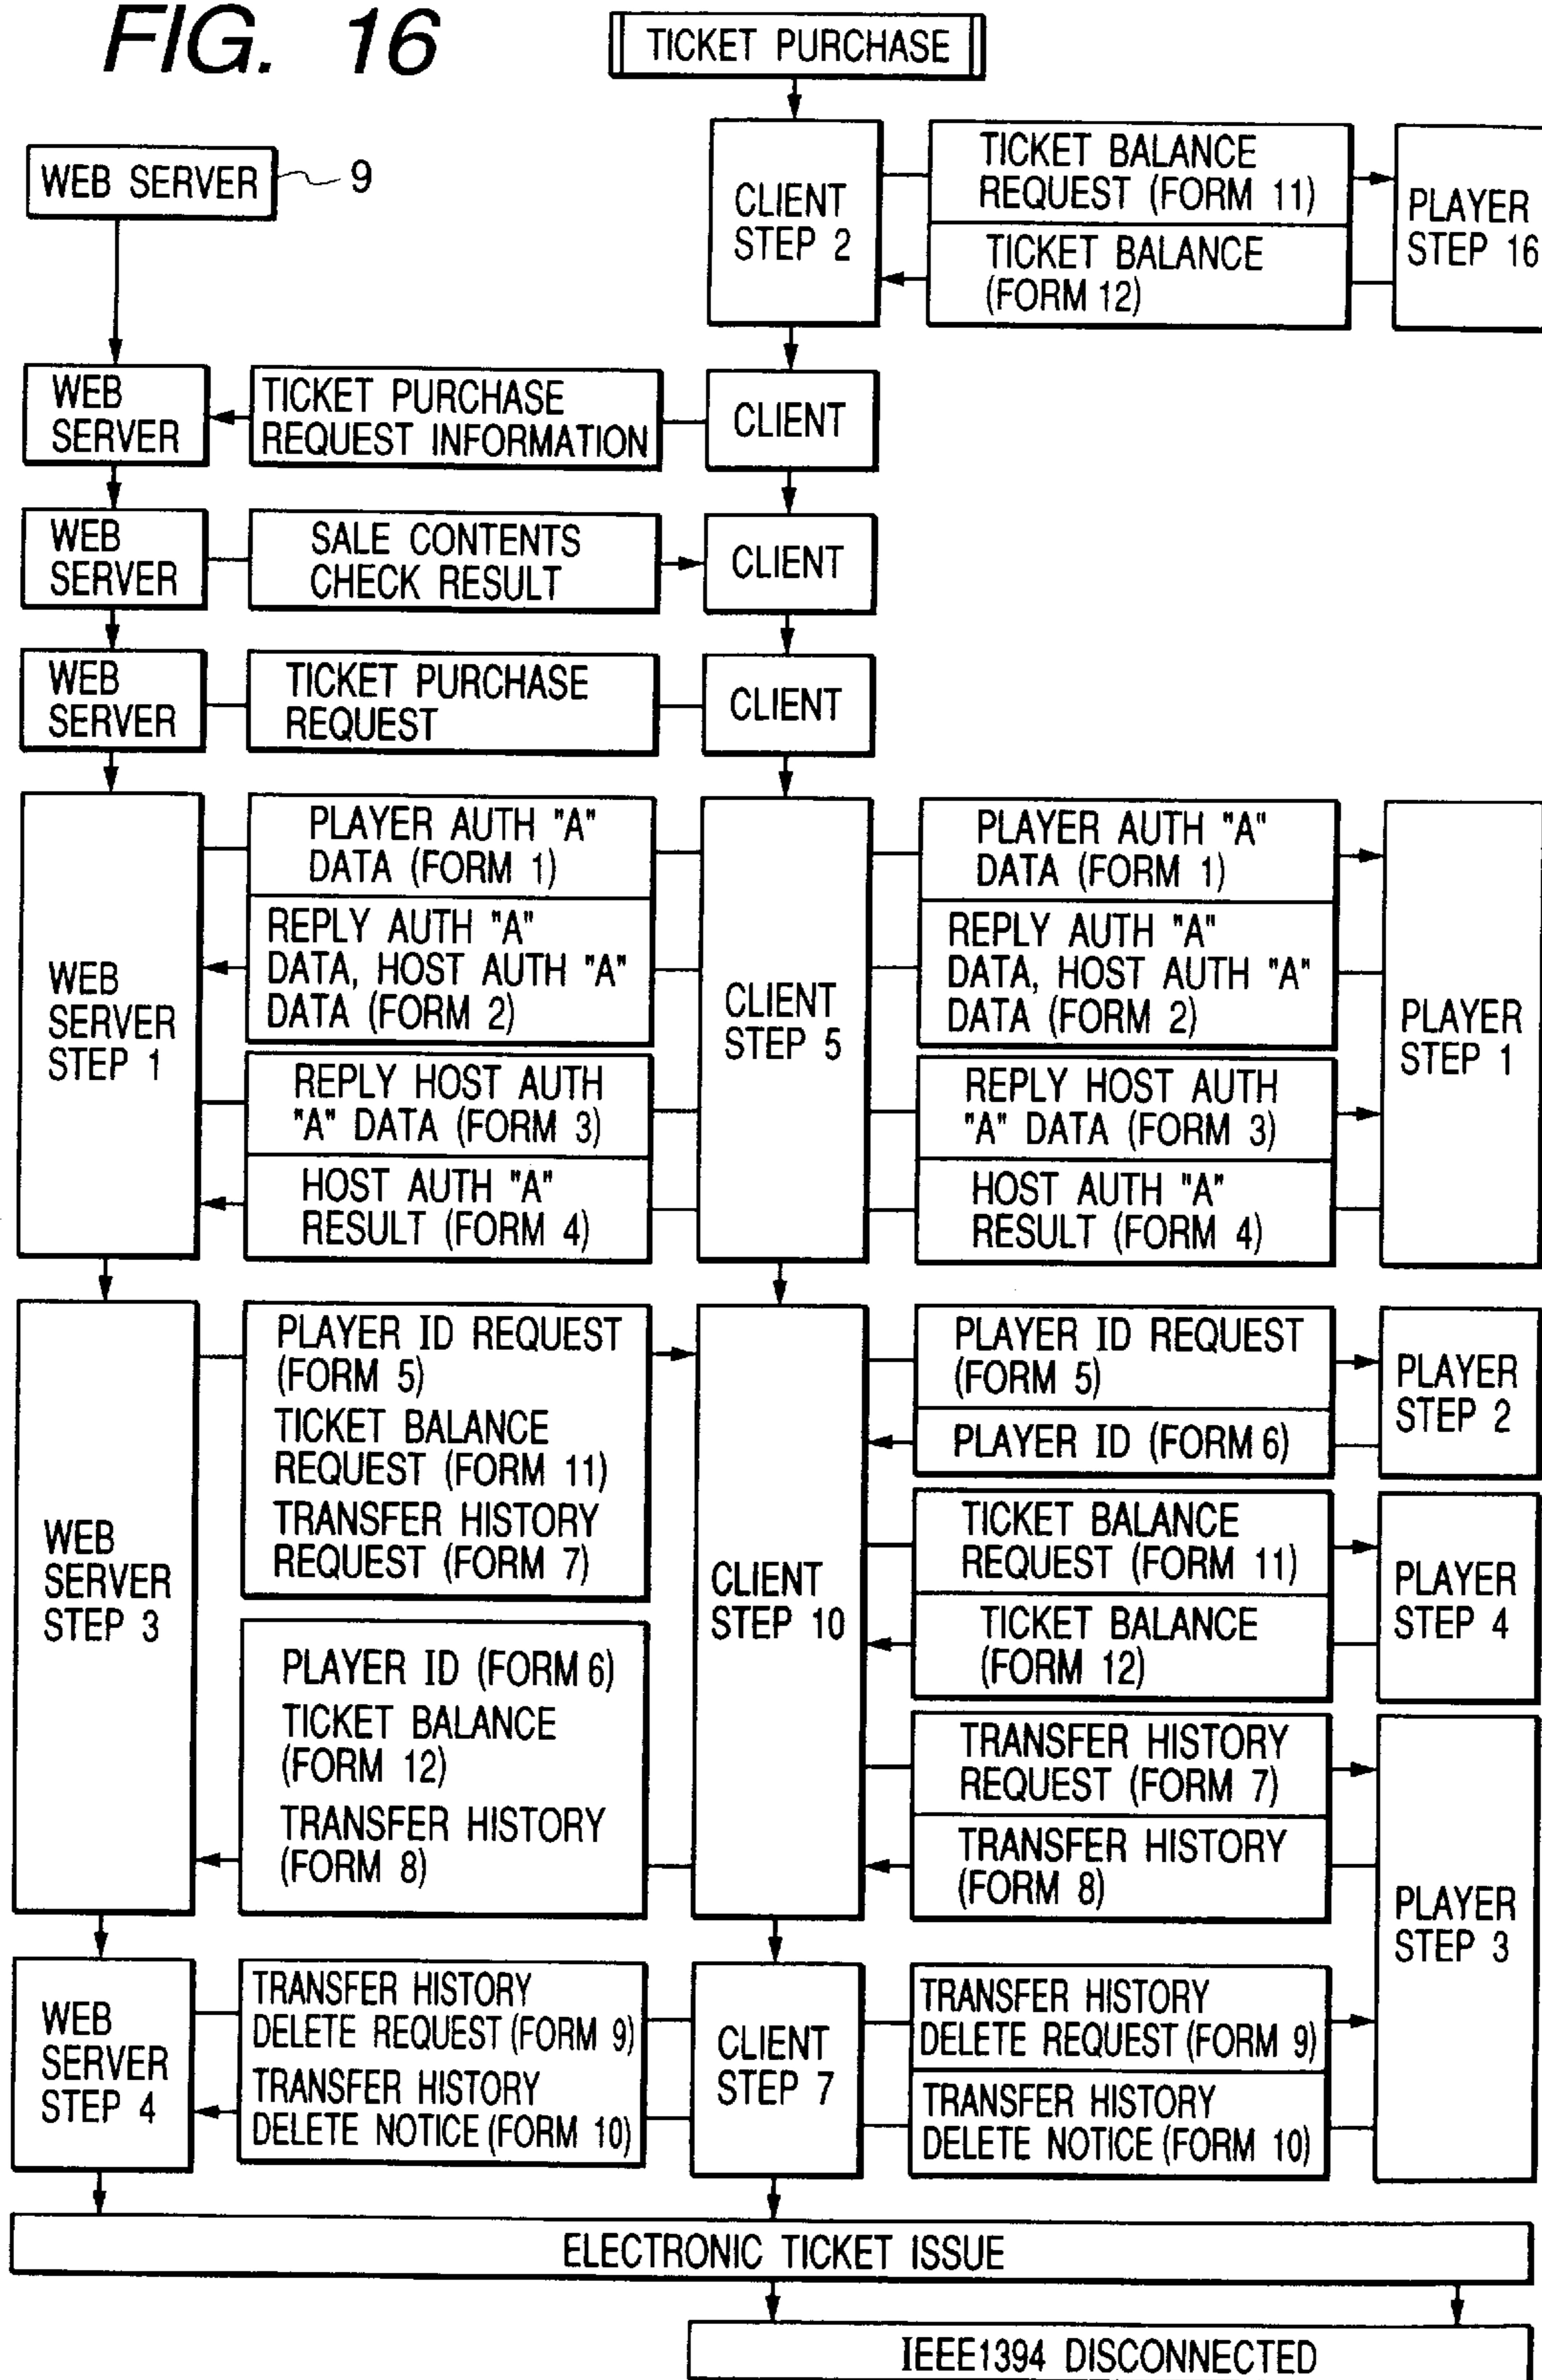 FIG. 16
TICKET PURCHASE
WEB SERVER
9
CLIENT
STEP 2
TICKET BALANCE
REQUEST (FORM 11)
TICKET BALANCE
(FORM 12)
PLAYER
STEP 16
WEB
SERVER
TICKET PURCHASE
REQUEST INFORMATION
CLIENT
WEB
SERVER
SALE CONTENTS
CHECK RESULT
CLIENT
WEB
SERVER
TICKET PURCHASE
REQUEST
CLIENT
WEB
SERVER
STEP 1
PLAYER AUTH "A"
DATA (FORM 1)
REPLY AUTH "A"
DATA, HOST AUTH "A"
DATA (FORM 2)
REPLY HOST AUTH
"A" DATA (FORM 3)
HOST AUTH "A"
RESULT (FORM 4)
CLIENT
STEP 5
PLAYER AUTH "A"
DATA (FORM 1)
REPLY AUTH "A"
DATA, HOST AUTH "A"
DATA (FORM 2)
REPLY HOST AUTH
"A" DATA (FORM 3)
HOST AUTH "A"
RESULT (FORM 4)
PLAYER
STEP 1
WEB
SERVER
STEP 3
PLAYER ID REQUEST
(FORM 5)
TICKET BALANCE
REQUEST (FORM 11)
TRANSFER HISTORY
REQUEST (FORM 7)
PLAYER ID (FORM 6)
TICKET BALANCE
(FORM 12)
TRANSFER HISTORY
(FORM 8)
CLIENT
STEP 10
PLAYER ID REQUEST
(FORM 5)
PLAYER ID (FORM 6)
PLAYER
STEP 2
TICKET BALANCE
REQUEST (FORM 11)
TICKET BALANCE
(FORM 12)
PLAYER
STEP 4
TRANSFER HISTORY
REQUEST (FORM 7)
TRANSFER HISTORY
(FORM 8)
PLAYER
STEP 3
WEB
SERVER
STEP 4
TRANSFER HISTORY
DELETE REQUEST (FORM 9)
TRANSFER HISTORY
DELETE NOTICE (FORM 10)
CLIENT
STEP 7
TRANSFER HISTORY
DELETE REQUEST (FORM 9)
TRANSFER HISTORY
DELETE NOTICE (FORM 10)
ELECTRONIC TICKET ISSUE
IEEE1394 DISCONNECTED